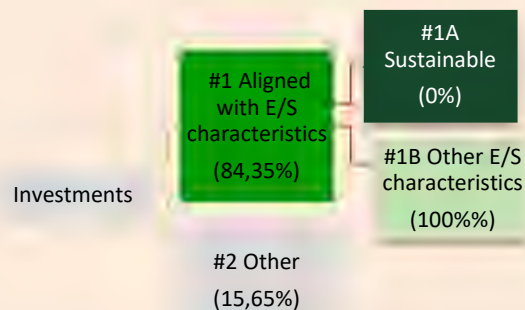 Investments
#1 Aligned
with E/S
characteristics
(84,35%)
#2 Other
(15,65%)
#1A
Sustainable
(0%)
#1B Other E/S
characteristics
(100%%)